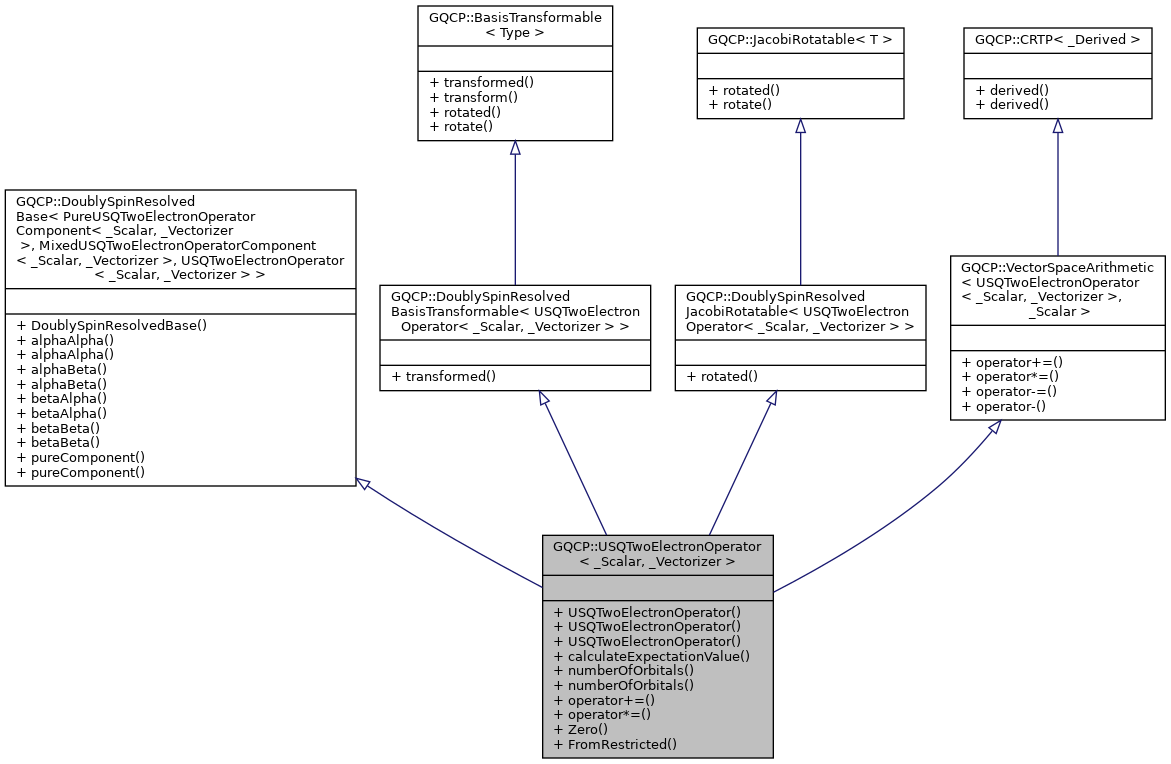 GQCP::BasisTransformable
< Type >
+ transformed()
+ transform()
+ rotated()
+ rotate()
GQCP::JacobiRotatable< T >
+ rotated()
+ rotate()
GQCP::CRTP< _Derived >
+ derived()
+ derived()
GQCP::DoublySpinResolved
Base< PureUSQTwoElectronOperator
Component< _Scalar, _Vectorizer
>, MixedUSQTwoElectronOperatorComponent
< _Scalar, _Vectorizer >, USQTwoElectronOperator
< _Scalar, _Vectorizer > >
+ DoublySpinResolvedBase()
+ alphaAlpha()
+ alphaAlpha()
+ alphaBeta()
+ alphaBeta()
+ betaAlpha()
+ betaAlpha()
+ betaBeta()
+ betaBeta()
+ pureComponent()
+ pureComponent()
GQCP::DoublySpinResolved
BasisTransformable< USQTwoElectron
Operator< _Scalar, _Vectorizer > >
+ transformed()
GQCP::DoublySpinResolved
JacobiRotatable< USQTwoElectron
Operator< _Scalar, _Vectorizer > >
+ rotated()
GQCP::VectorSpaceArithmetic
< USQTwoElectronOperator
< _Scalar, _Vectorizer >,
_Scalar >
+ operator+=()
+ operator*=()
+ operator-=()
+ operator-()
GQCP::USQTwoElectronOperator
< _Scalar, _Vectorizer >
+ USQTwoElectronOperator()
+ USQTwoElectronOperator()
+ USQTwoElectronOperator()
+ calculateExpectationValue()
+ numberOfOrbitals()
+ numberOfOrbitals()
+ operator+=()
+ operator*=()
+ Zero()
+ FromRestricted()